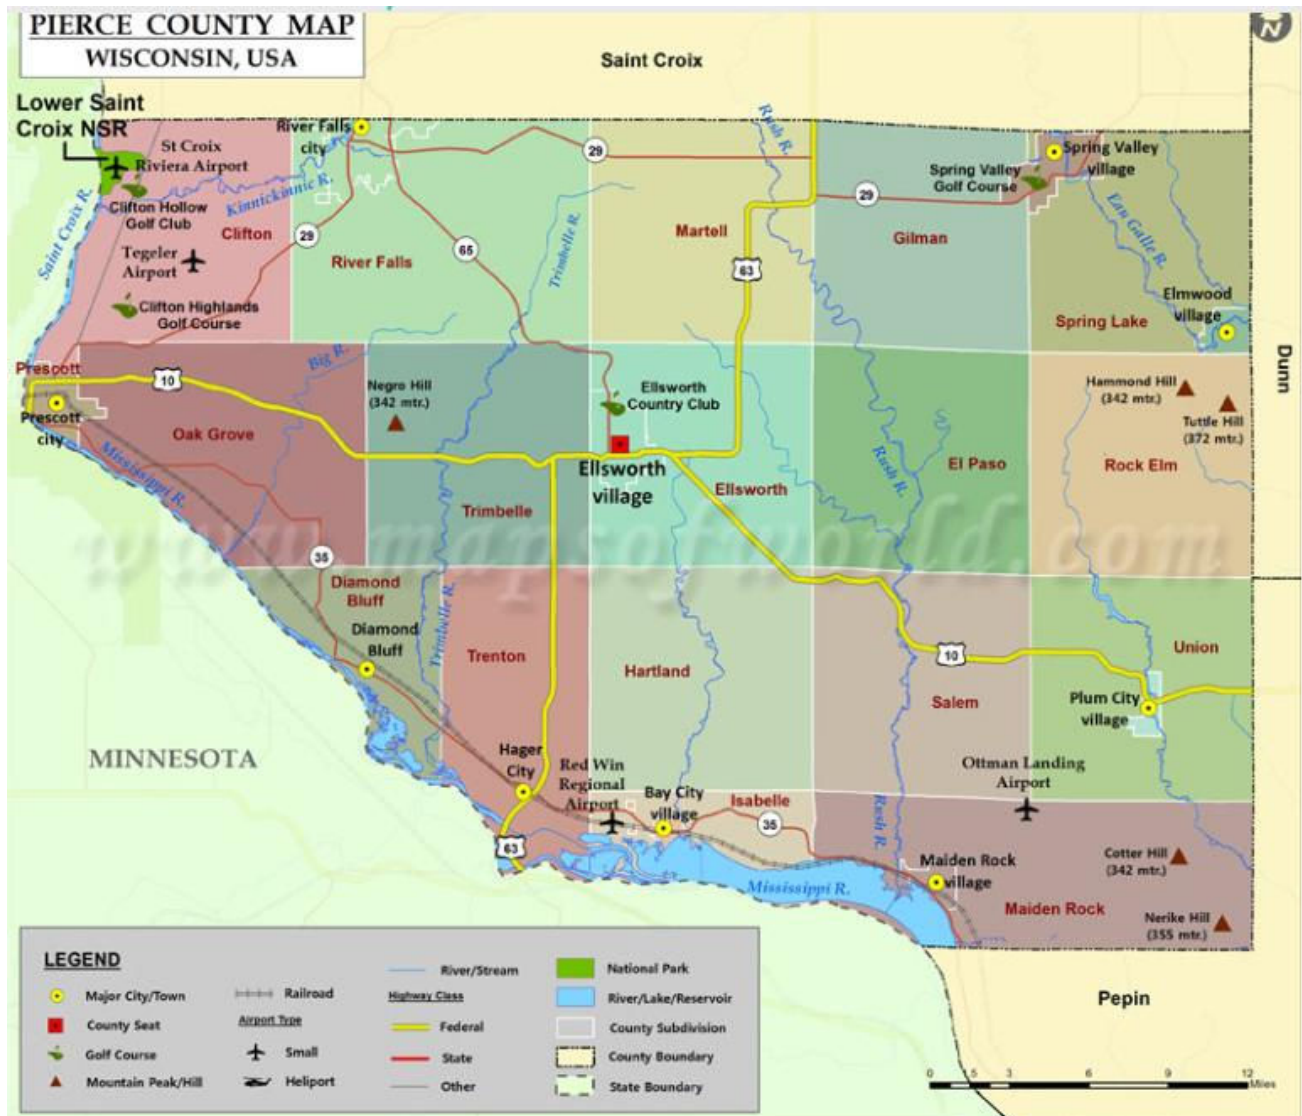 PIERCE COUNTY MAP
WISCONSIN, USA
N
Saint Croix
Lower Saint
Croix NSR
St Croix
Riviera Airport
River Falls
city
Rush R.
29
Spring Valley
village
Spring Valley
Golf Course
29
Clifton Hollow
Golf Club
Kinnickinnic R.
Saint Croix R.
Clifton
29
65
Trimbelle R.
Martell
Gilman
Eau Galle R.
Tegeler
Airport
River Falls
63
Elmwood
village
Clifton Highlands
Golf Course
Spring Lake
Prescott
Big R.
Dunn
10
Negro Hill
(342 mtr.)
Ellsworth
Country Club
Hammond Hill
(342 mtr.)
Tuttle Hill
(372 mtr.)
Prescott
city
Oak Grove
Mississippi R.
Ellsworth
village
Ellsworth
Rush R.
El Paso
Rock Elm
Trimbelle
www.mapsofworld.com
35
Diamond
Bluff
Diamond
Bluff
Trimbelle R.
Trenton
Hartland
10
Union
Salem
Plum City
village
MINNESOTA
Hager
City
Red Win
Regional
Airport
Bay City
village
Isabelle
35
Ottman Landing
Airport
Rush R.
63
Mississippi R.
Maiden Rock
village
Maiden Rock
Cotter Hill
(342 mtr.)
Nerike Hill
(355 mtr.)
Pepin
LEGEND
Major City/Town
County Seat
Golf Course
Mountain Peak/Hill
Railroad
Airport Type
Small
Heliport
River/Stream
Highway Class
Federal
State
Other
National Park
River/Lake/Reservoir
County Subdivision
County Boundary
State Boundary
0 1.5 3 6 9 12
Miles